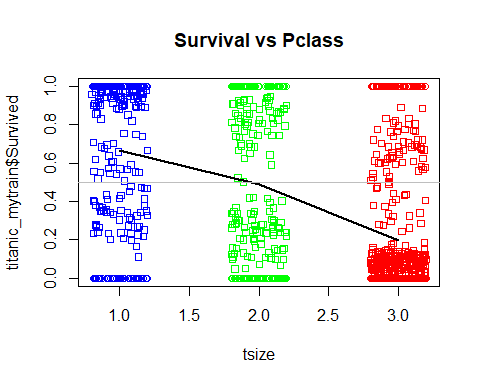 Survival vs Pclass
titanic_mytrain$Survived
0.0 0.2 0.4 0.6 0.8 1.0
1.0 1.5 2.0 2.5 3.0
tsize